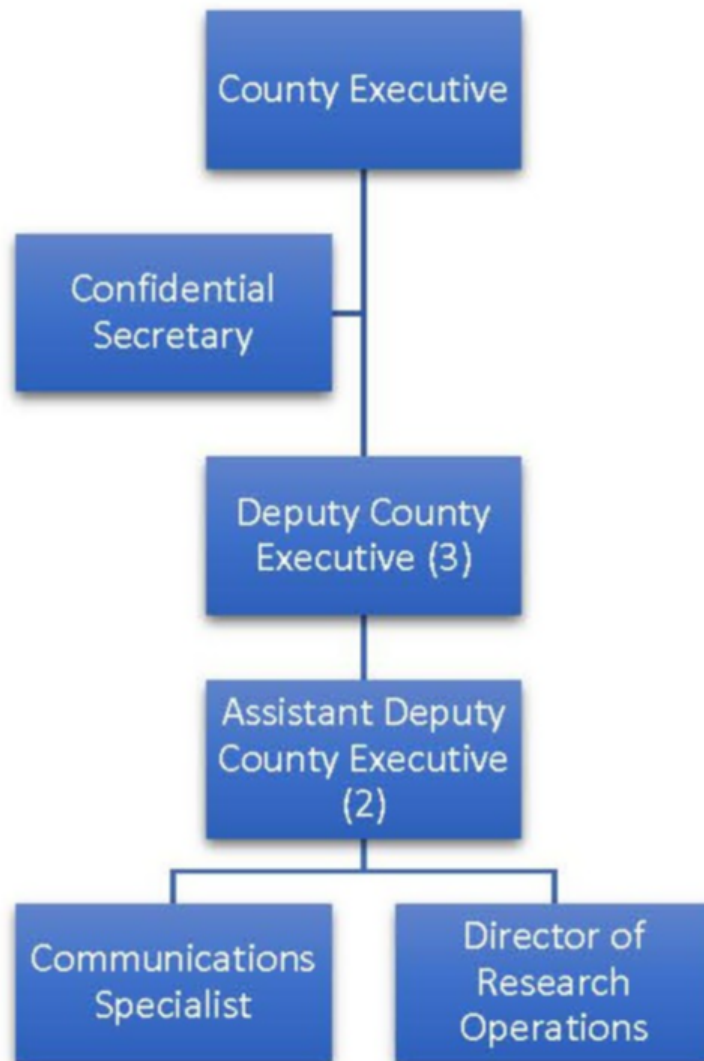 County Executive
Confidential
Secretary
Deputy County
Executive (3)
Assistant Deputy
County Executive
(2)
Communications
Specialist
Director of
Research
Operations